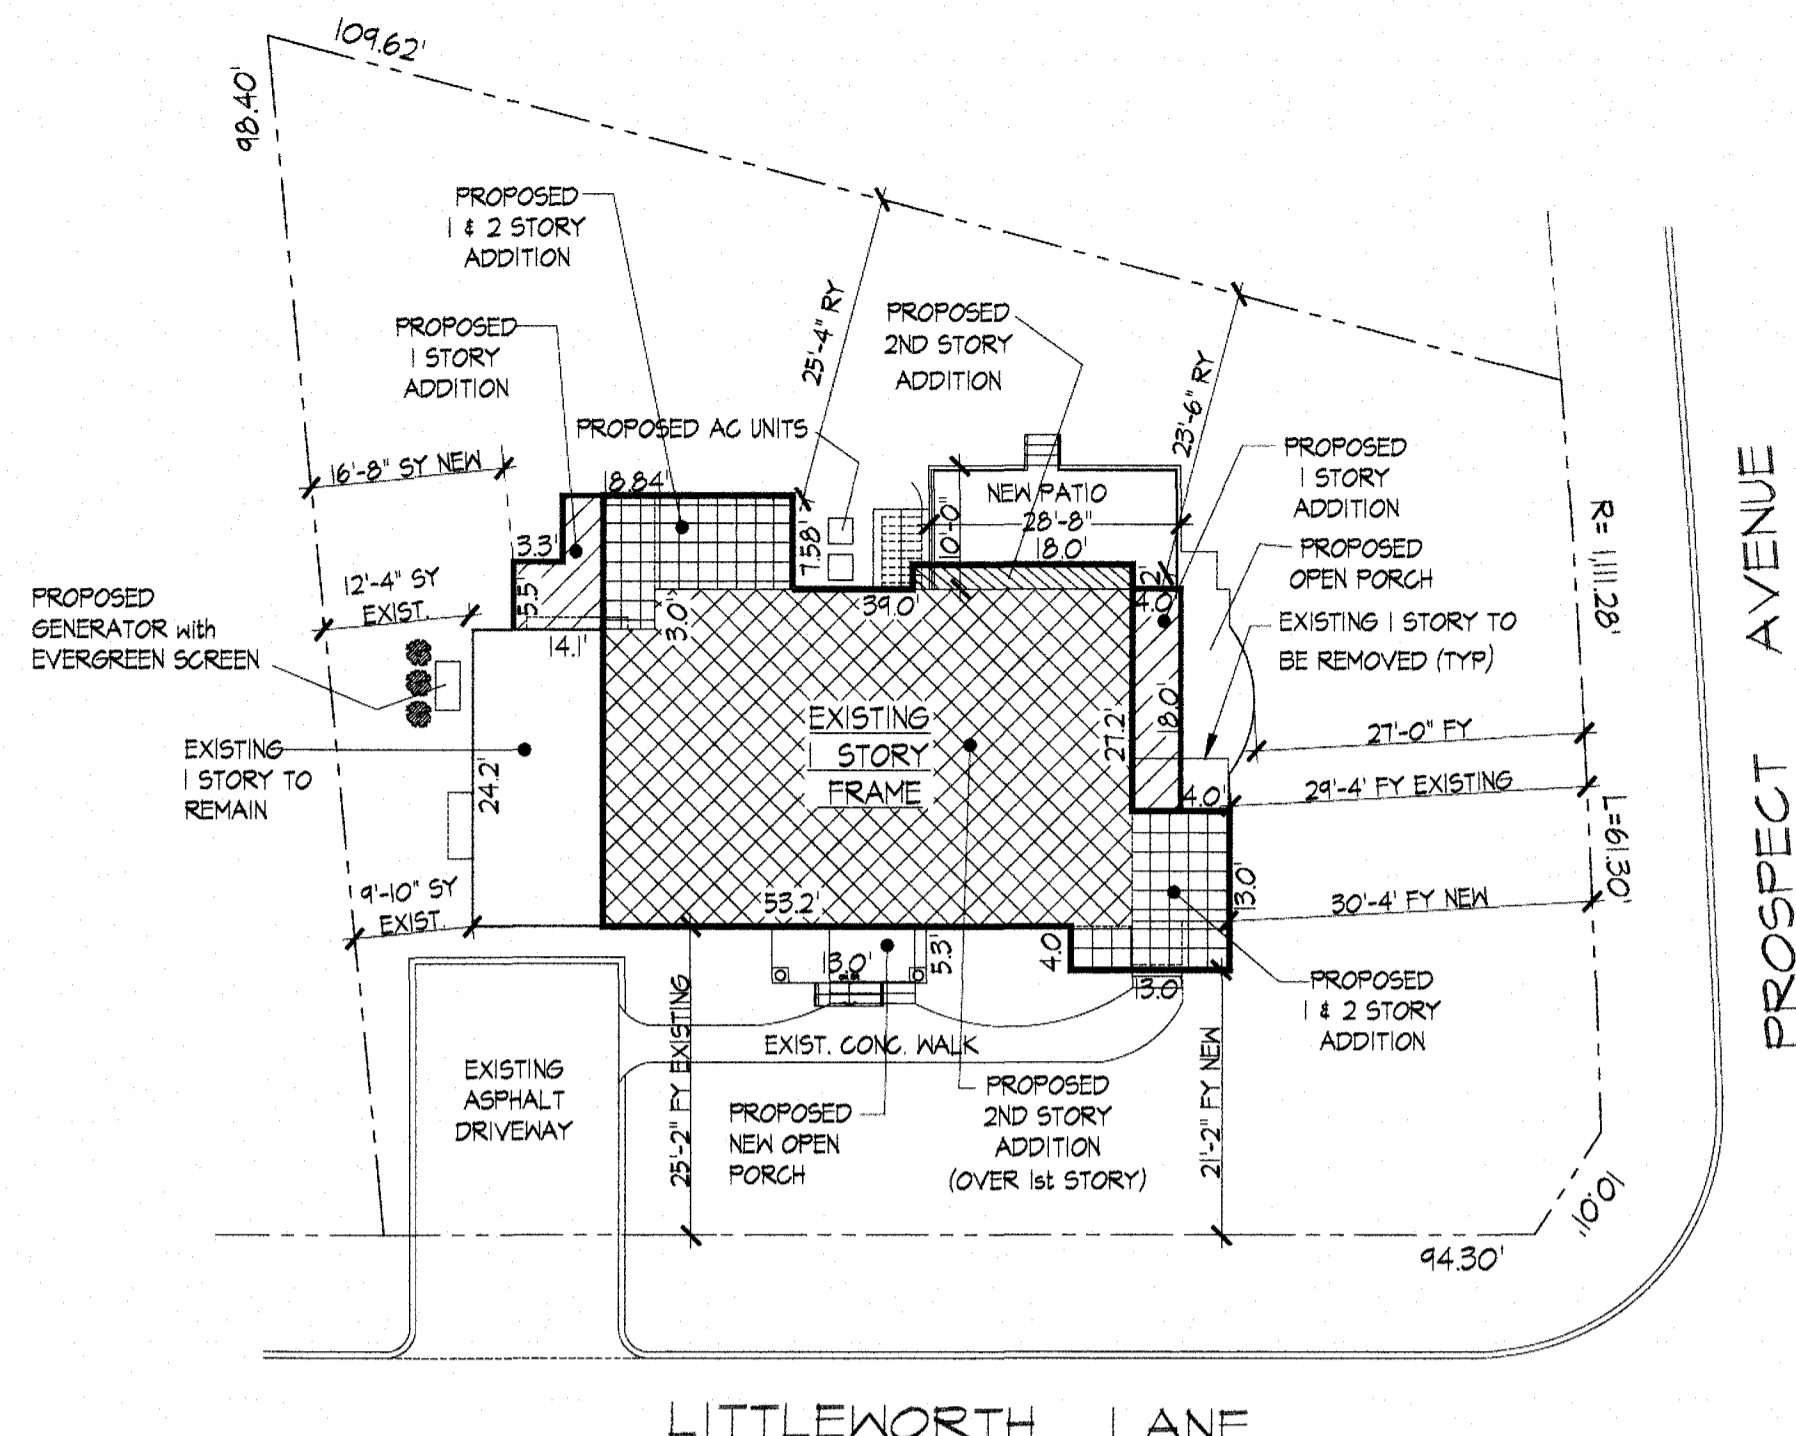 109.62'
98.40'
PROPOSED
1 & 2 STORY
ADDITION
PROPOSED
1 STORY
ADDITION
25'-4" RY
PROPOSED
2ND STORY
ADDITION
23'-6" RY
PROPOSED AC UNITS
PROPOSED
1 STORY
ADDITION
16'-8" SY NEW
18.84'
NEW PATIO
28'-8"
10'-0"
18.0'
7.58'
R= 1,111.28'
PROPOSED
OPEN PORCH
3.3'
5.5'
14.1'
3.0'
39.0'
4.0'
12'-4" SY
EXIST.
PROPOSED
GENERATOR with
EVERGREEN SCREEN
EXISTING 1 STORY TO
BE REMOVED (TYP)
EXISTING
1 STORY
FRAME
27.2'
18.0'
27'-0" FY
EXISTING
1 STORY TO
REMAIN
24.2'
29'-4' FY EXISTING
4.0'
L=61.30'
9'-10" SY
EXIST.
53.2'
13.0'
30'-4' FY NEW
13.0'
5.3'
4.0'
13.0'
PROPOSED
1 & 2 STORY
ADDITION
25'-2" FY EXISTING
EXIST. CONC. WALK
21'-2" FY NEW
EXISTING
ASPHALT
DRIVEWAY
PROPOSED
NEW OPEN
PORCH
PROPOSED
2ND STORY
ADDITION
(OVER 1st STORY)
10.01'
94.30'
PROSPECT AVENUE
LITTLEWORTH LANE